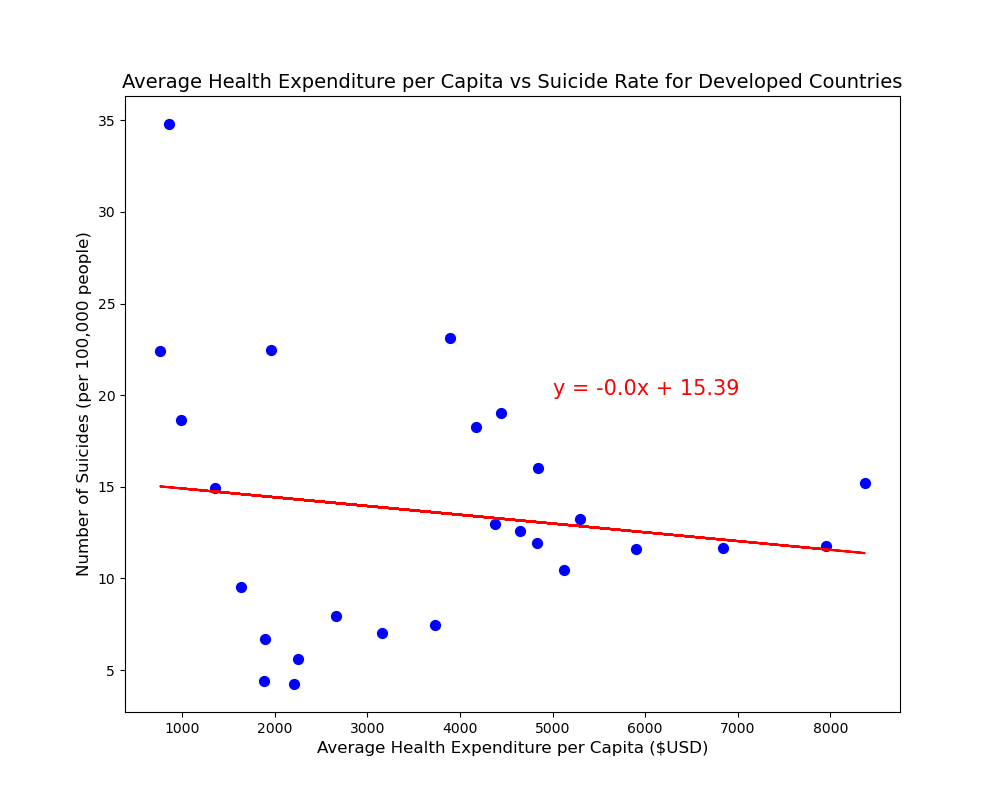 Average Health Expenditure per Capita vs Suicide Rate for Developed Countries
35
30
25
20
15
10
5
Number of Suicides (per 100,000 people)
y = -0.0x + 15.39
1000 2000 3000 4000 5000 6000 7000 8000
Average Health Expenditure per Capita ($USD)